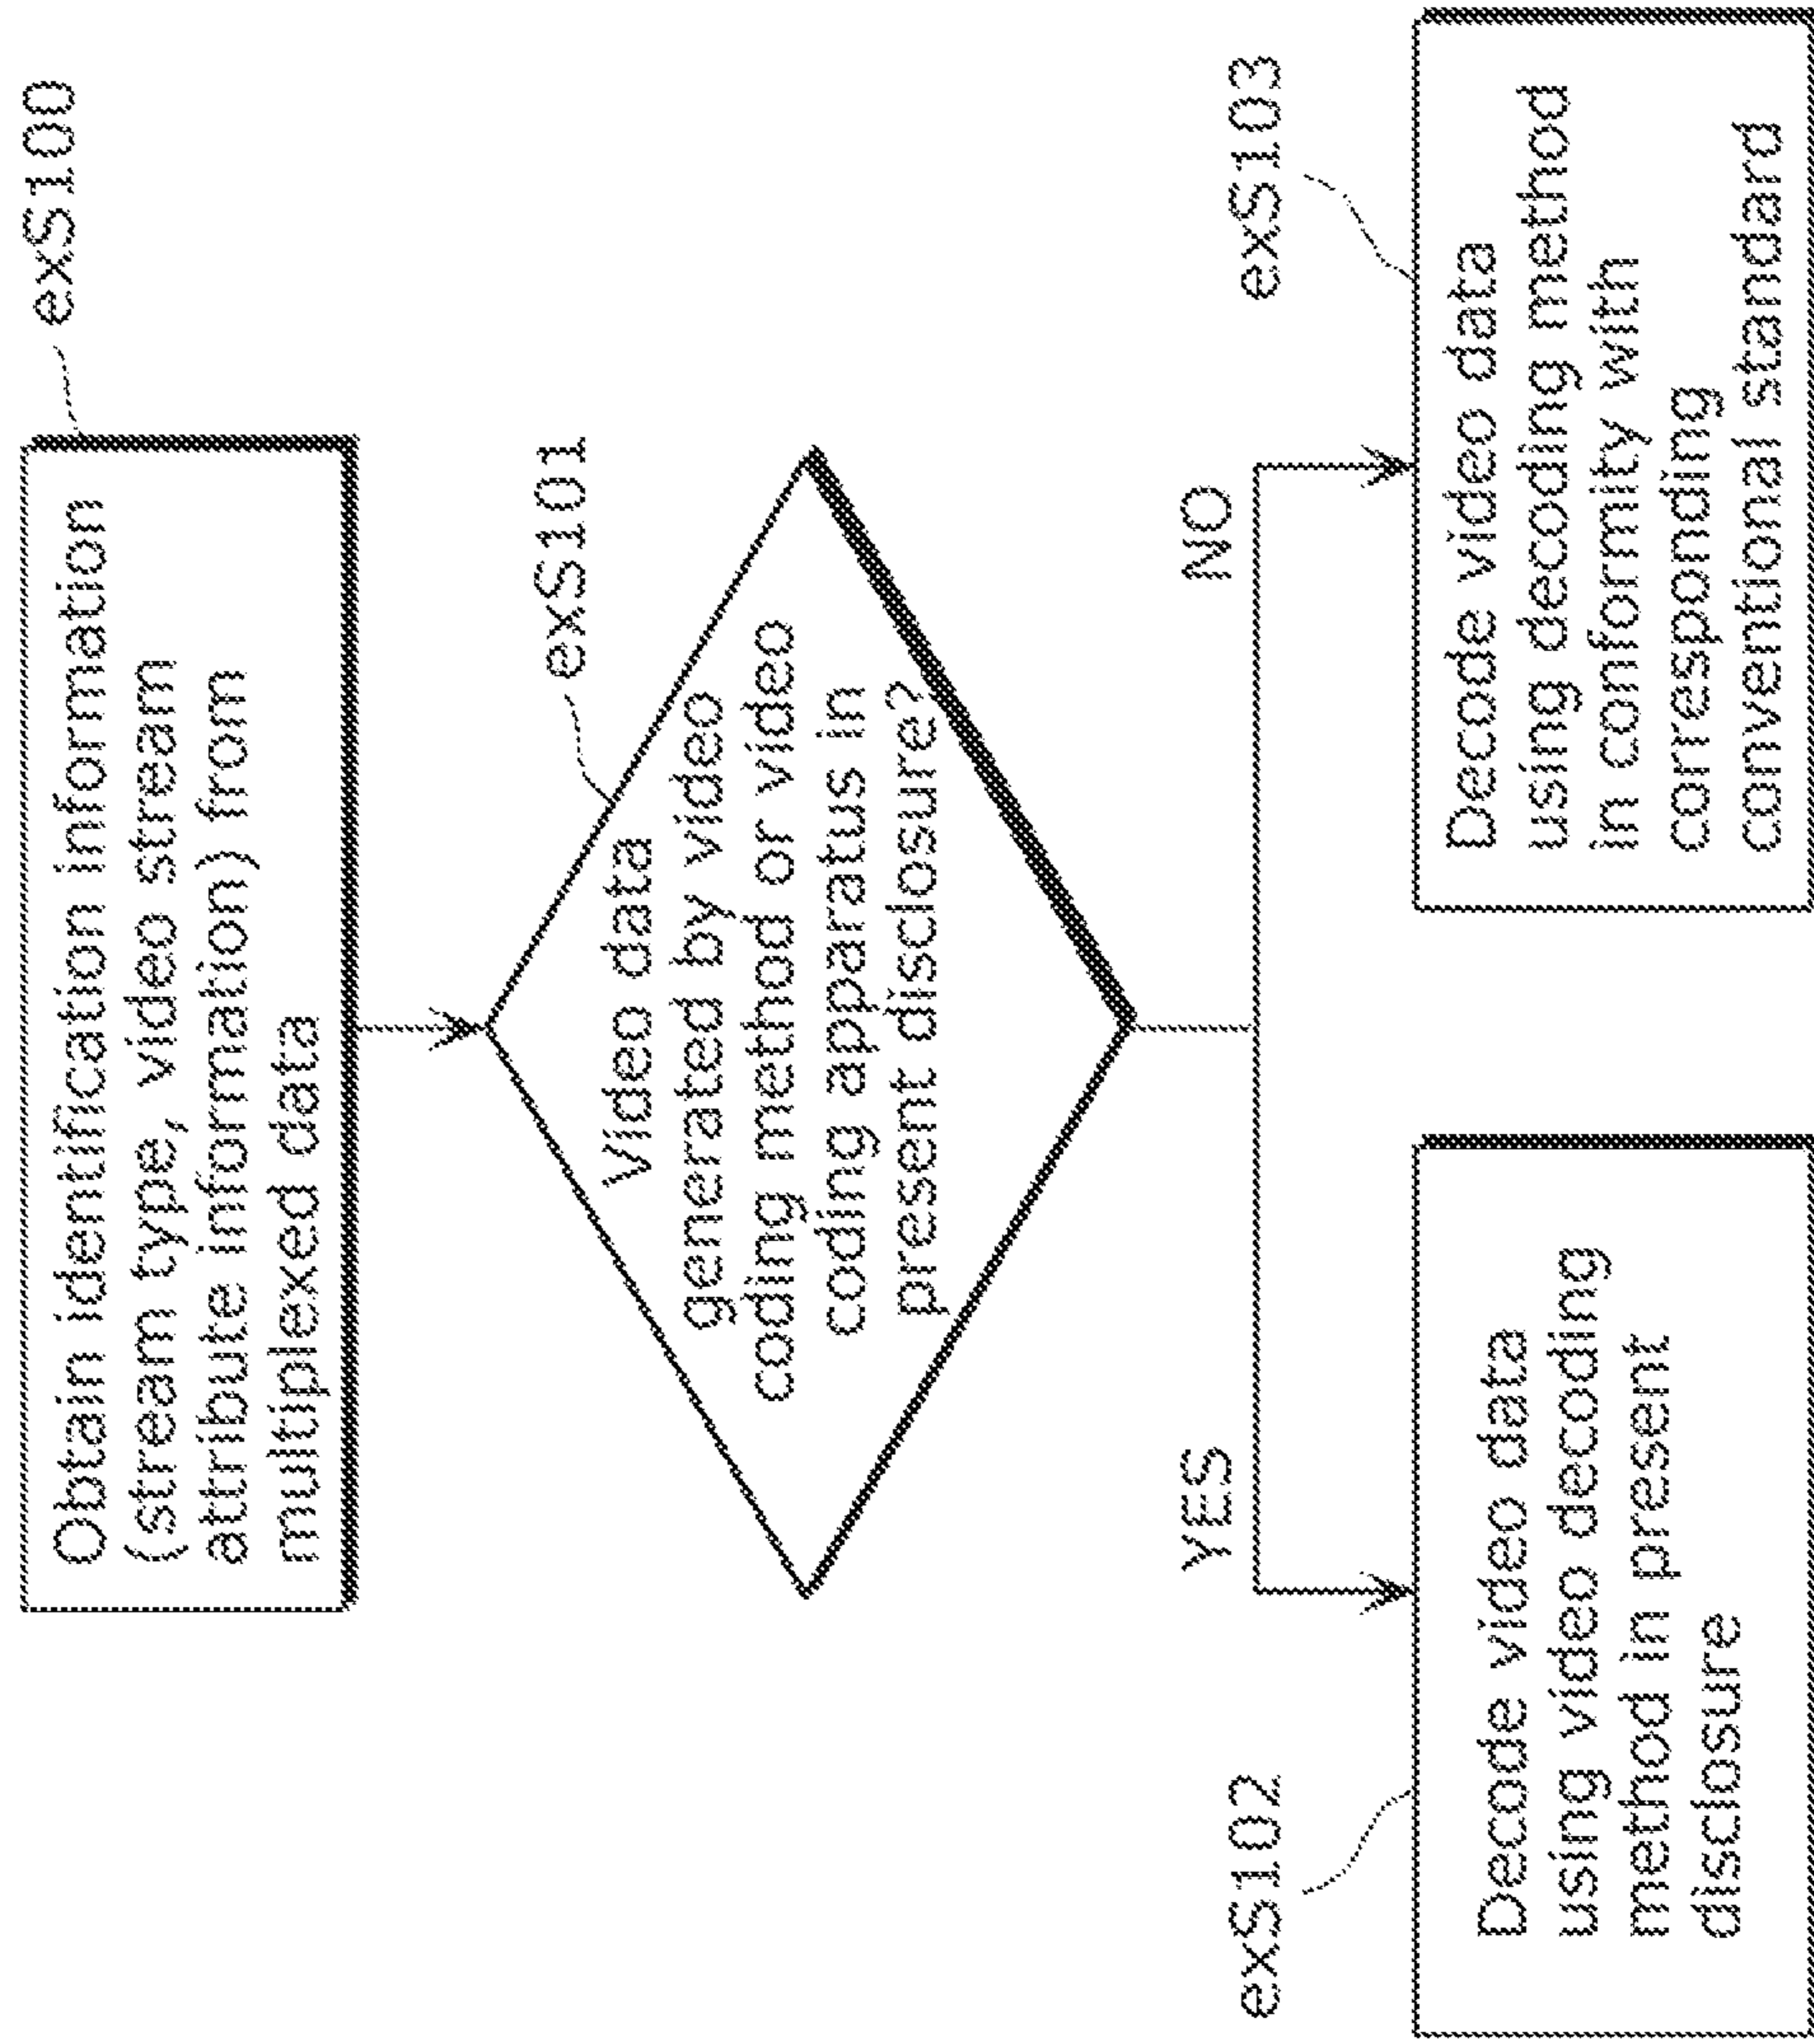 exS100
Obtain identification information
(stream type, video stream
attribute information) from
multiplexed data
exS101
Video data
generated by video
coding method or video
coding apparatus in
present disclosure?
YES
NO
exS102
Decode video data
using video decoding
method in present
disclosure
exS103
Decode video data
using decoding method
in conformity with
corresponding
conventional standard